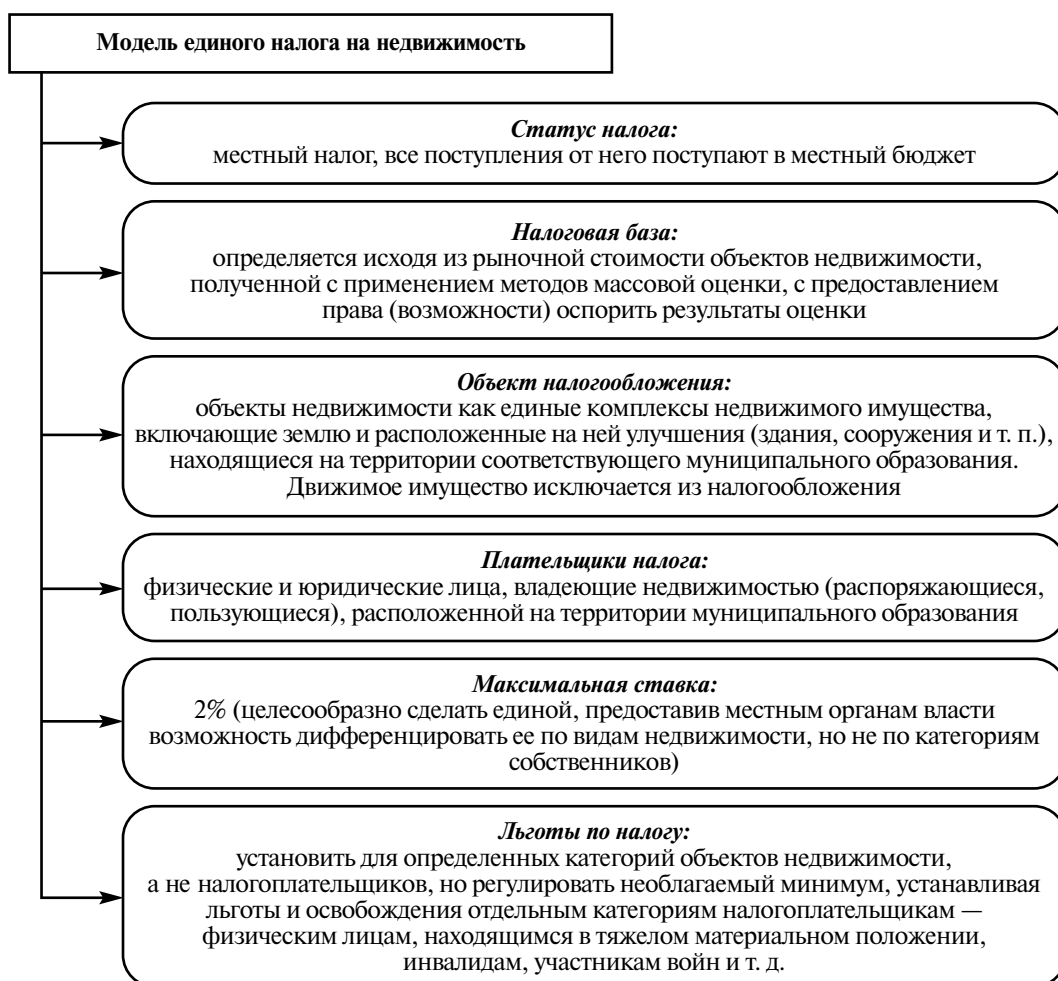 Модель единого налога на недвижимость
Статус налога:
местный налог, все поступления от него поступают в местный бюджет
Налоговая база:
определяется исходя из рыночной стоимости объектов недвижимости,
полученной с применением методов массовой оценки, с предоставлением
права (возможности) оспорить результаты оценки
Объект налогообложения:
объекты недвижимости как единые комплексы недвижимого имущества,
включающие землю и расположенные на ней улучшения (здания, сооружения и т. п.),
находящиеся на территории соответствующего муниципального образования.
Движимое имущество исключается из налогообложения
Плательщики налога:
физические и юридические лица, владеющие недвижимостью (распоряжающиеся,
пользующиеся), расположенной на территории муниципального образования
Максимальная ставка:
2% (целесообразно сделать единой, предоставив местным органам власти
возможность дифференцировать ее по видам недвижимости, но не по категориям
собственников)
Льготы по налогу:
установить для определенных категорий объектов недвижимости,
а не налогоплательщиков, но регулировать необлагаемый минимум, устанавливая
льготы и освобождения отдельным категориям налогоплательщикам —
физическим лицам, находящимся в тяжелом материальном положении,
инвалидам, участникам войн и т. д.